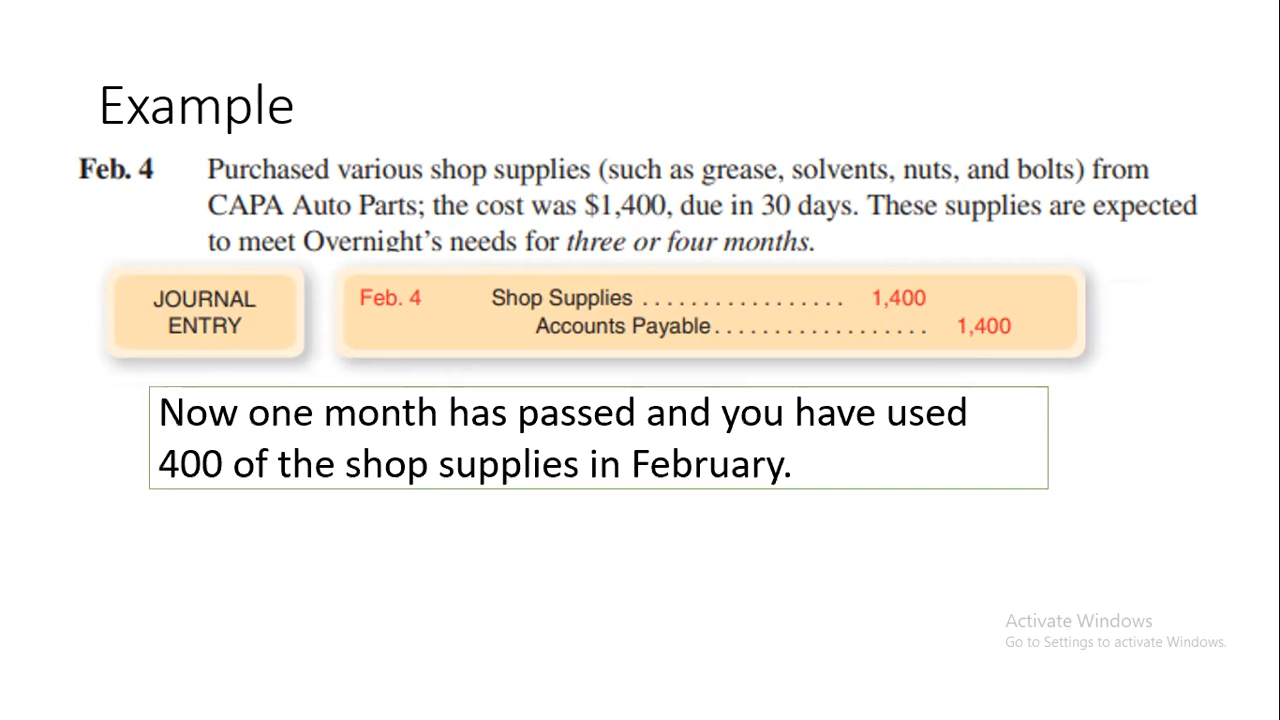 Example
Feb. 4 Purchased various shop supplies (such as grease, solvents, nuts, and bolts) from
CAPA Auto Parts; the cost was $1,400, due in 30 days. These supplies are expected
to meet Overnight's needs for three or four months.
JOURNAL
ENTRY
Feb. 4 Shop Supplies . . . . . . . . . . . . . . . . . 1,400
Accounts Payable. . . . . . . . . . . . . . . . . . 1,400
Now one month has passed and you have used
400 of the shop supplies in February.
Activate Windows
Go to Settings to activate Windows.